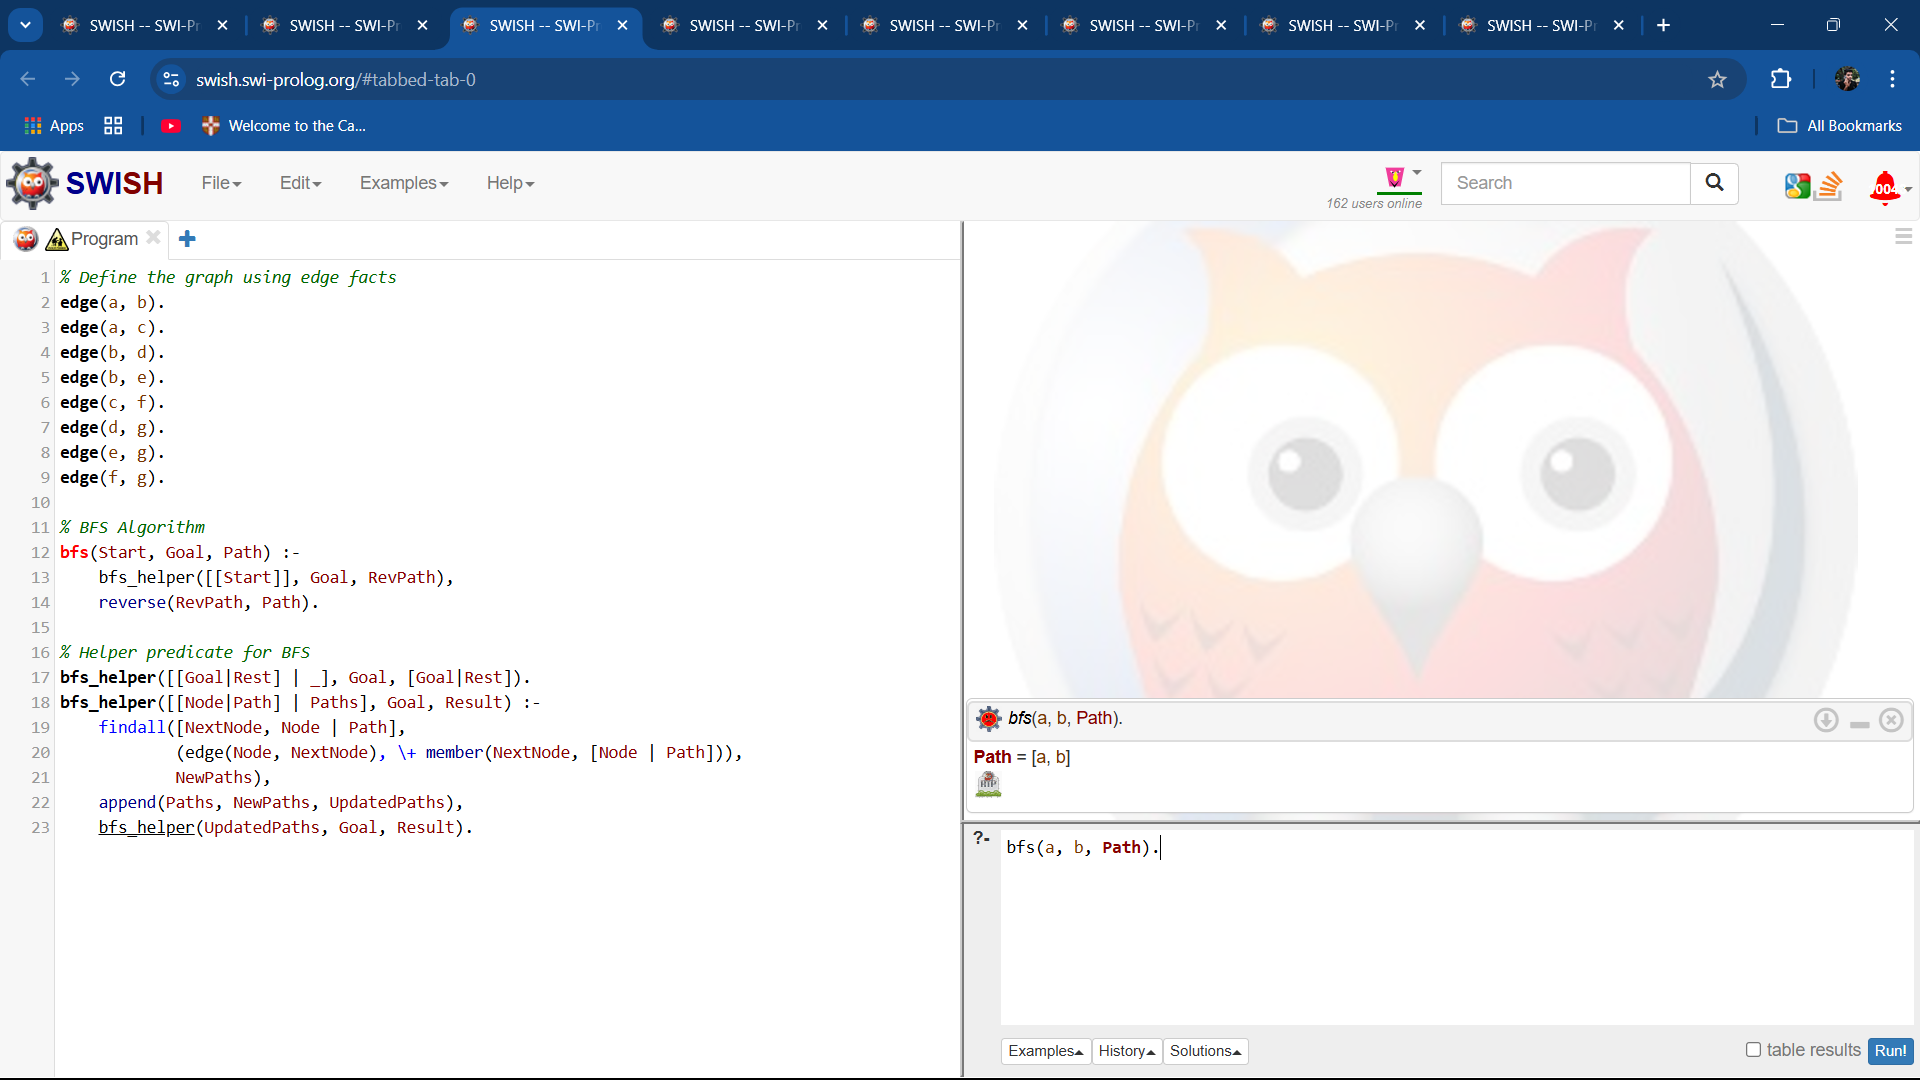 SWISH -- SWI-Pr
SWISH -- SWI-Pr
SWISH -- SWI-Pr
SWISH -- SWI-Pr
SWISH -- SWI-Pr
SWISH -- SWI-Pr
SWISH -- SWI-Pr
SWISH -- SWI-Pr
swish.swi-prolog.org/#tabbed-tab-0
Apps
Welcome to the Ca...
All Bookmarks
SWISH File Edit Examples Help
162 users online
Search
004
Program
1 % Define the graph using edge facts
2 edge(a, b).
3 edge(a, c).
4 edge(b, d).
5 edge(b, e).
6 edge(c, f).
7 edge(d, g).
8 edge(e, g).
9 edge(f, g).
10
11 % BFS Algorithm
12 bfs(Start, Goal, Path) :-
13 bfs_helper([[Start]], Goal, RevPath),
14 reverse(RevPath, Path).
15
16 % Helper predicate for BFS
17 bfs_helper([[Goal|Rest] | _], Goal, [Goal|Rest]).
18 bfs_helper([[Node|Path] | Paths], Goal, Result) :-
19 findall([NextNode, Node | Path],
20 (edge(Node, NextNode), \+ member(NextNode, [Node | Path])),
21 NewPaths),
22 append(Paths, NewPaths, UpdatedPaths),
23 bfs_helper(UpdatedPaths, Goal, Result).
bfs(a, b, Path).
Path = [a, b]
RIP
?- bfs(a, b, Path).
Examples History Solutions
table results Run!